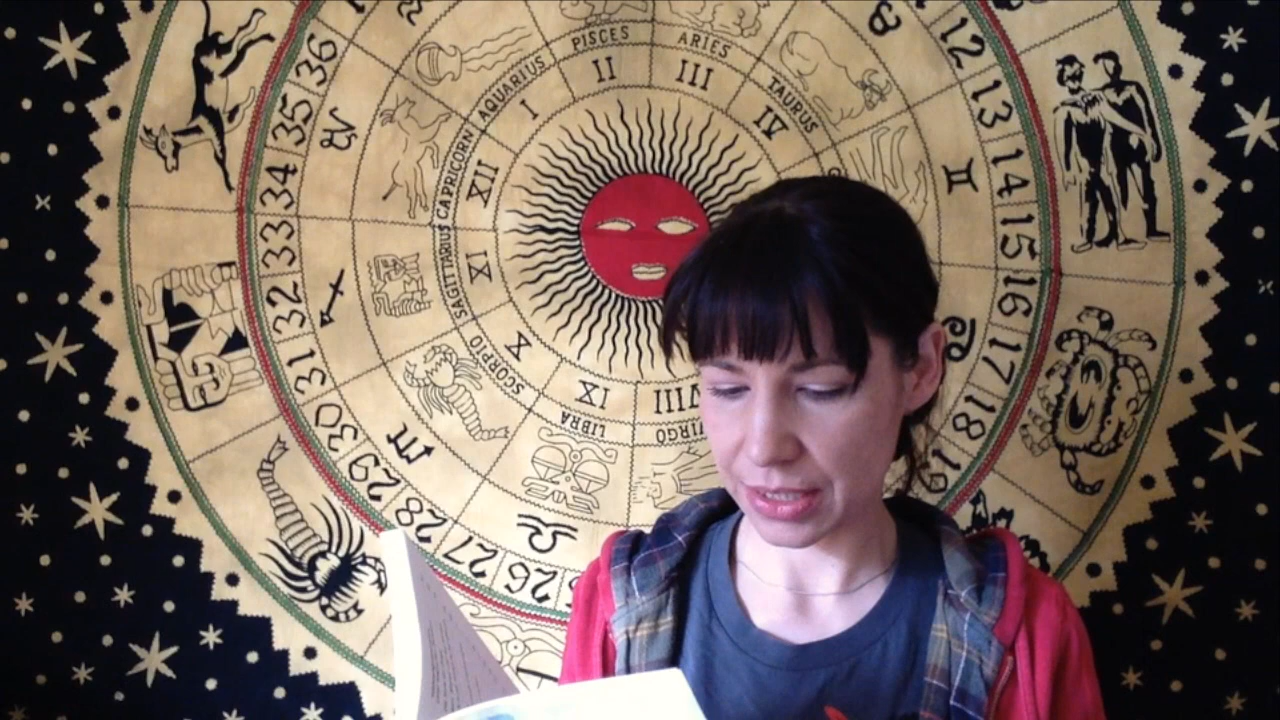 PISCES
ARIES
TAURUS
AQUARIUS
CAPRICORN
SAGITTARIUS
SCORPIO
LIBRA
II
III
IV
I
XII
XI
X
IX
VIII
36
35
34
33
32
31
30
29
28
27
26
12
13
14
15
16
17
18